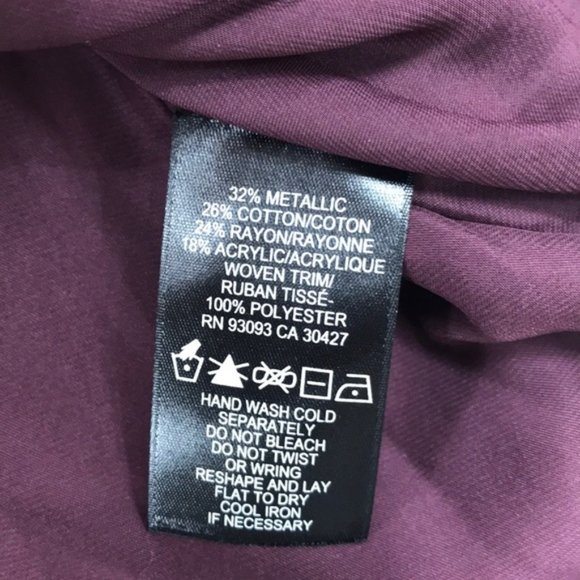 32% METALLIC
26% COTTON/COTON
24% RAYON/RAYONNE
18% ACRYLIC/ACRYLIQUE
WOVEN TRIM/
RUBAN TISSÉ-
100% POLYESTER
RN 93093 CA 30427
HAND WASH COLD
SEPARATELY
DO NOT BLEACH
DO NOT TWIST
OR WRING
RESHAPE AND LAY
FLAT TO DRY
COOL IRON
IF NECESSARY